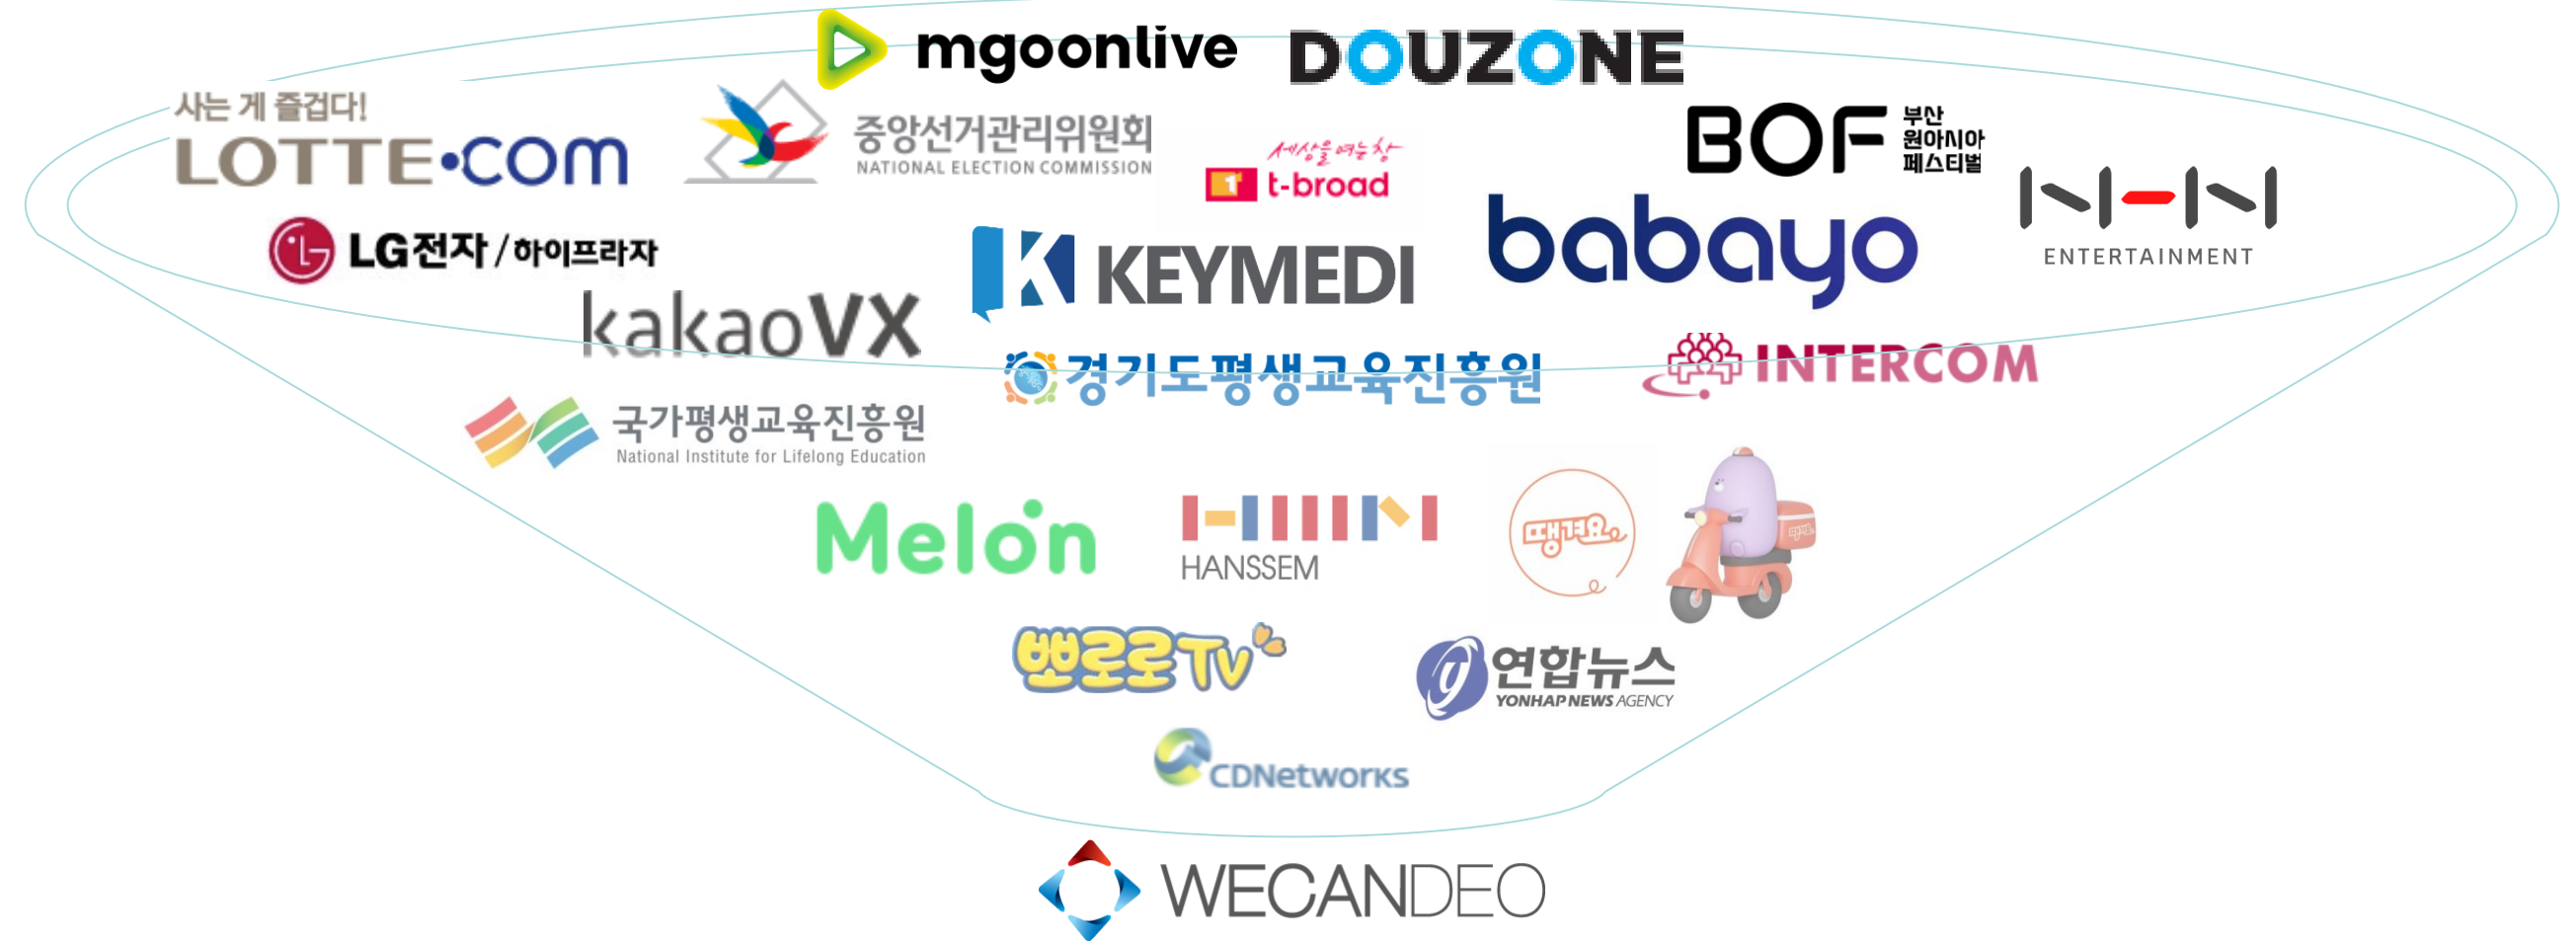 mgoonlive
DOUZONE
사는 게 즐겁다!
LOTTE.com
중앙선거관리위원회
NATIONAL ELECTION COMMISSION
세상을 여는 창
t-broad
BOF
부산
원아시아
페스티벌
N-N
ENTERTAINMENT
LG전자/하이프라자
KEYMEDI
babayo
kakaoVX
경기도평생교육진흥원
INTERCOM
국가평생교육진흥원
National Institute for Lifelong Education
Melon
HANSSEM
땡겨요
땡겨요
뽀로로TV
연합뉴스
YONHAP NEWS AGENCY
CDNetworks
WECANDEO